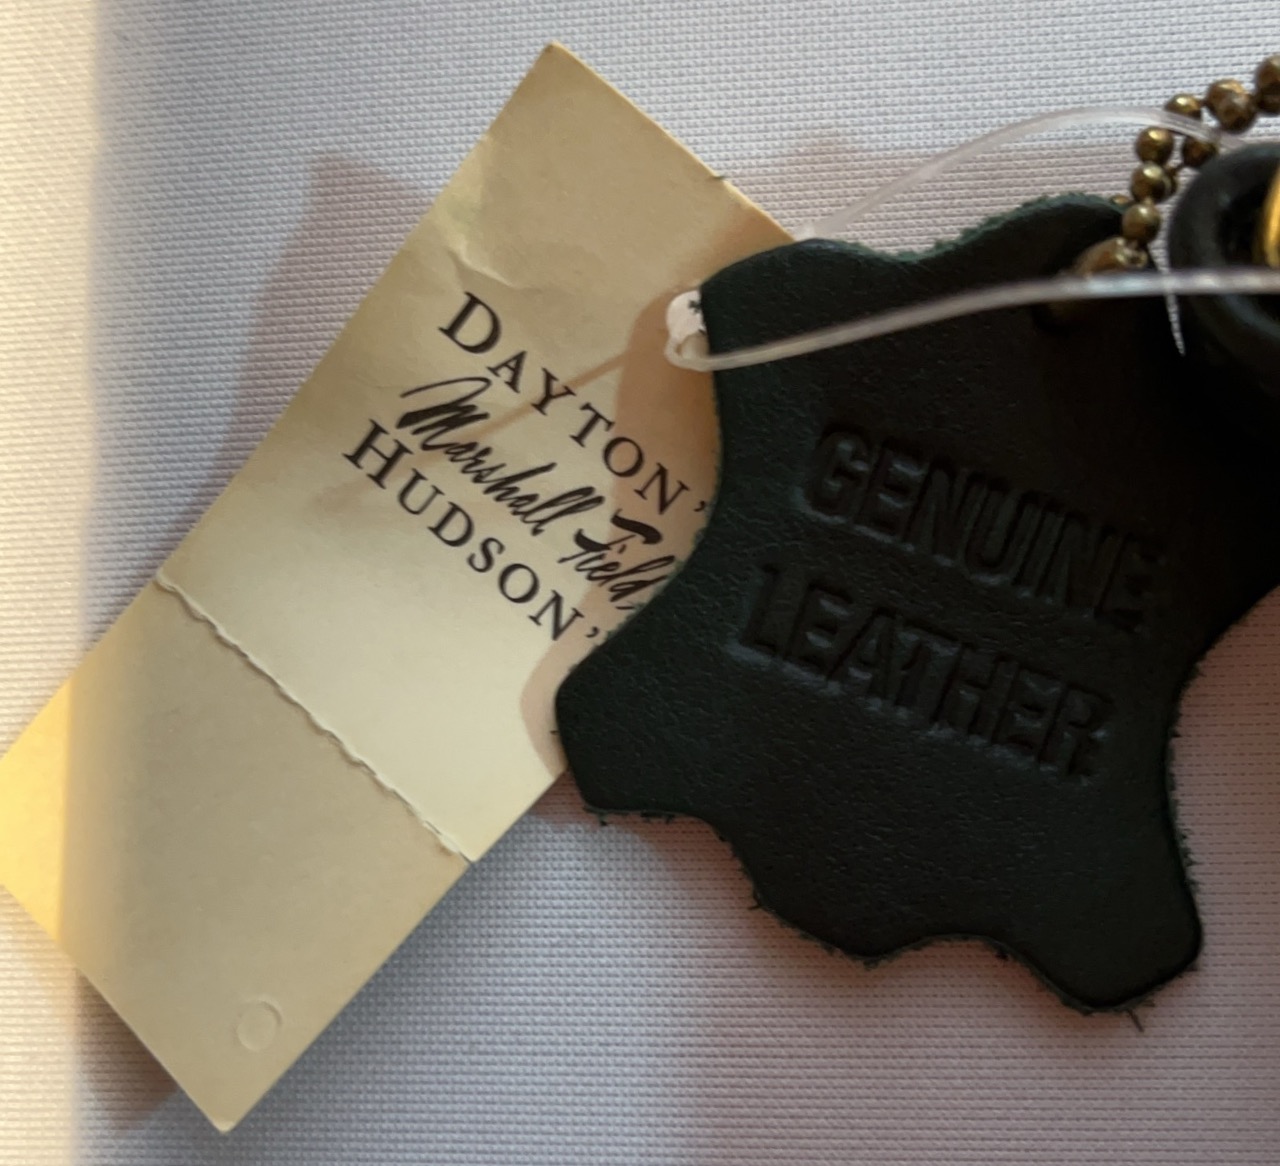 DAYTON'
Marshall Field
HUDSON'
GENUINE
LEATHER